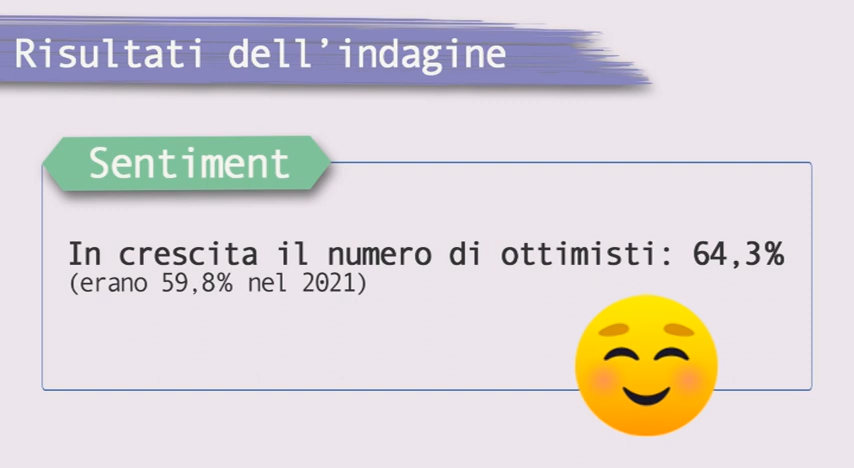 Risultati dell'indagine
Sentiment
In crescita il numero di ottimisti: 64,3%
(erano 59,8% nel 2021)